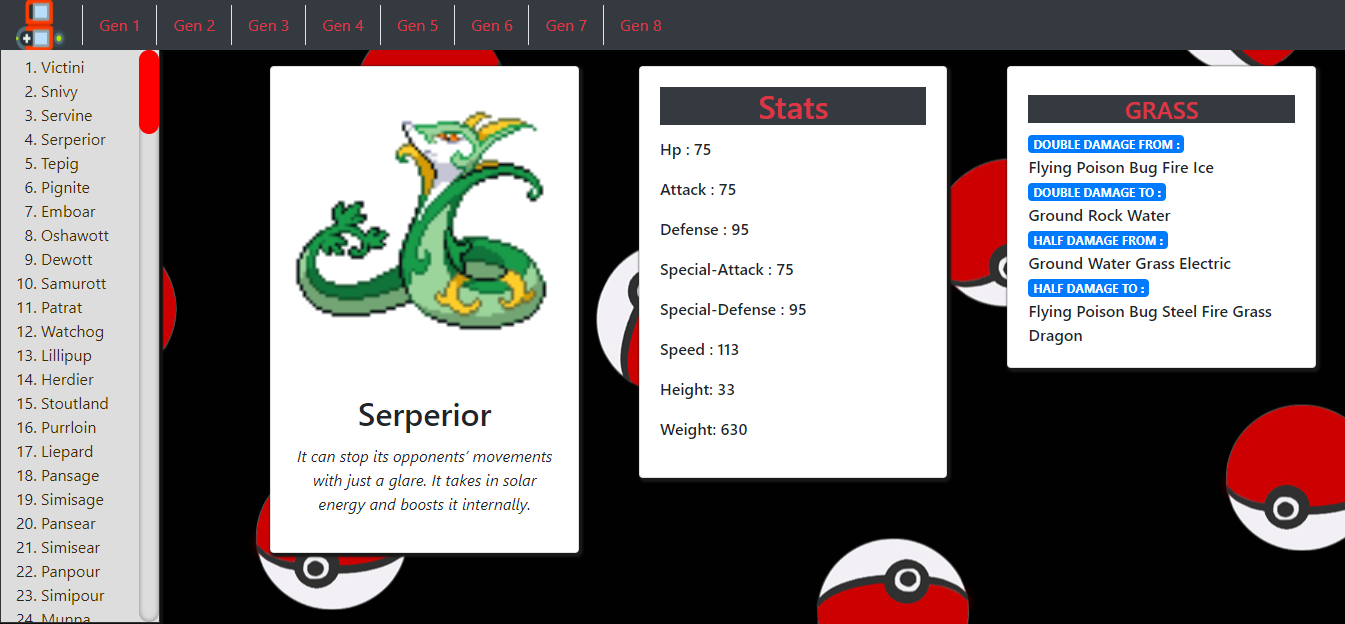 Gen 1
Gen 2
Gen 3
Gen 4
Gen 5
Gen 6
Gen 7
Gen 8
1. Victini
2. Snivy
3. Servine
4. Serperior
5. Tepig
6. Pignite
7. Emboar
8. Oshawott
9. Dewott
10. Samurott
11. Patrat
12. Watchog
13. Lillipup
14. Herdier
15. Stoutland
16. Purrloin
17. Liepard
18. Pansage
19. Simisage
20. Pansear
21. Simisear
22. Panpour
23. Simipour
24. Munna
Serperior
It can stop its opponents’ movements
with just a glare. It takes in solar
energy and boosts it internally.
Stats
Hp : 75
Attack : 75
Defense : 95
Special-Attack : 75
Special-Defense : 95
Speed : 113
Height: 33
Weight: 630
GRASS
DOUBLE DAMAGE FROM :
Flying Poison Bug Fire Ice
DOUBLE DAMAGE TO :
Ground Rock Water
HALF DAMAGE FROM :
Ground Water Grass Electric
HALF DAMAGE TO :
Flying Poison Bug Steel Fire Grass
Dragon